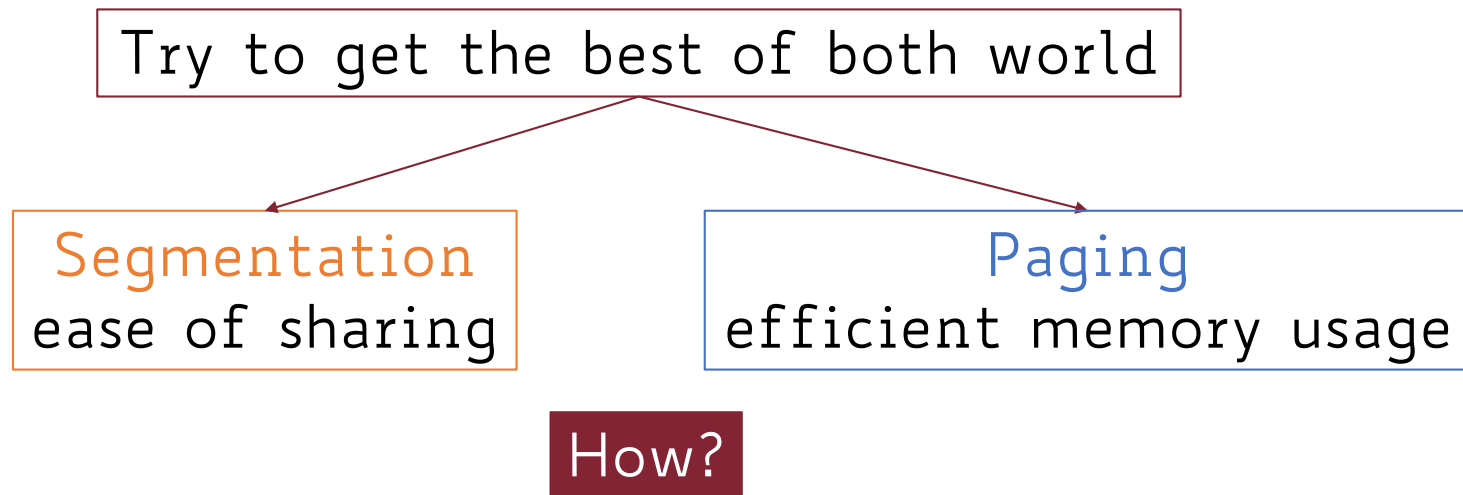 Try to get the best of both world
Segmentation
ease of sharing
Paging
efficient memory usage
How?